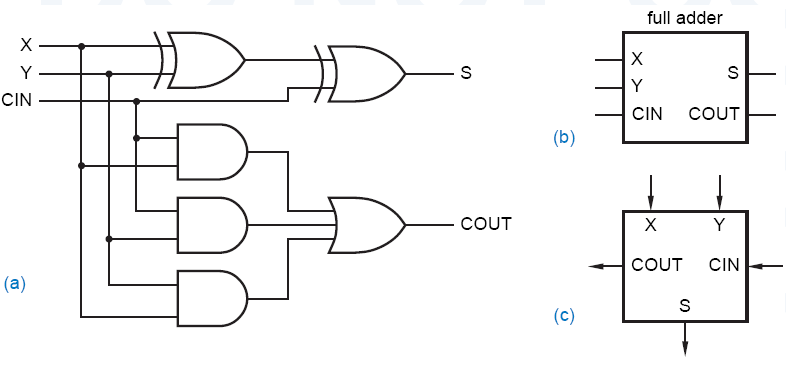 X
Y
CIN
S
COUT
(a)
full adder
X
Y
CIN
S
COUT
(b)
X Y
COUT CIN
S
(c)